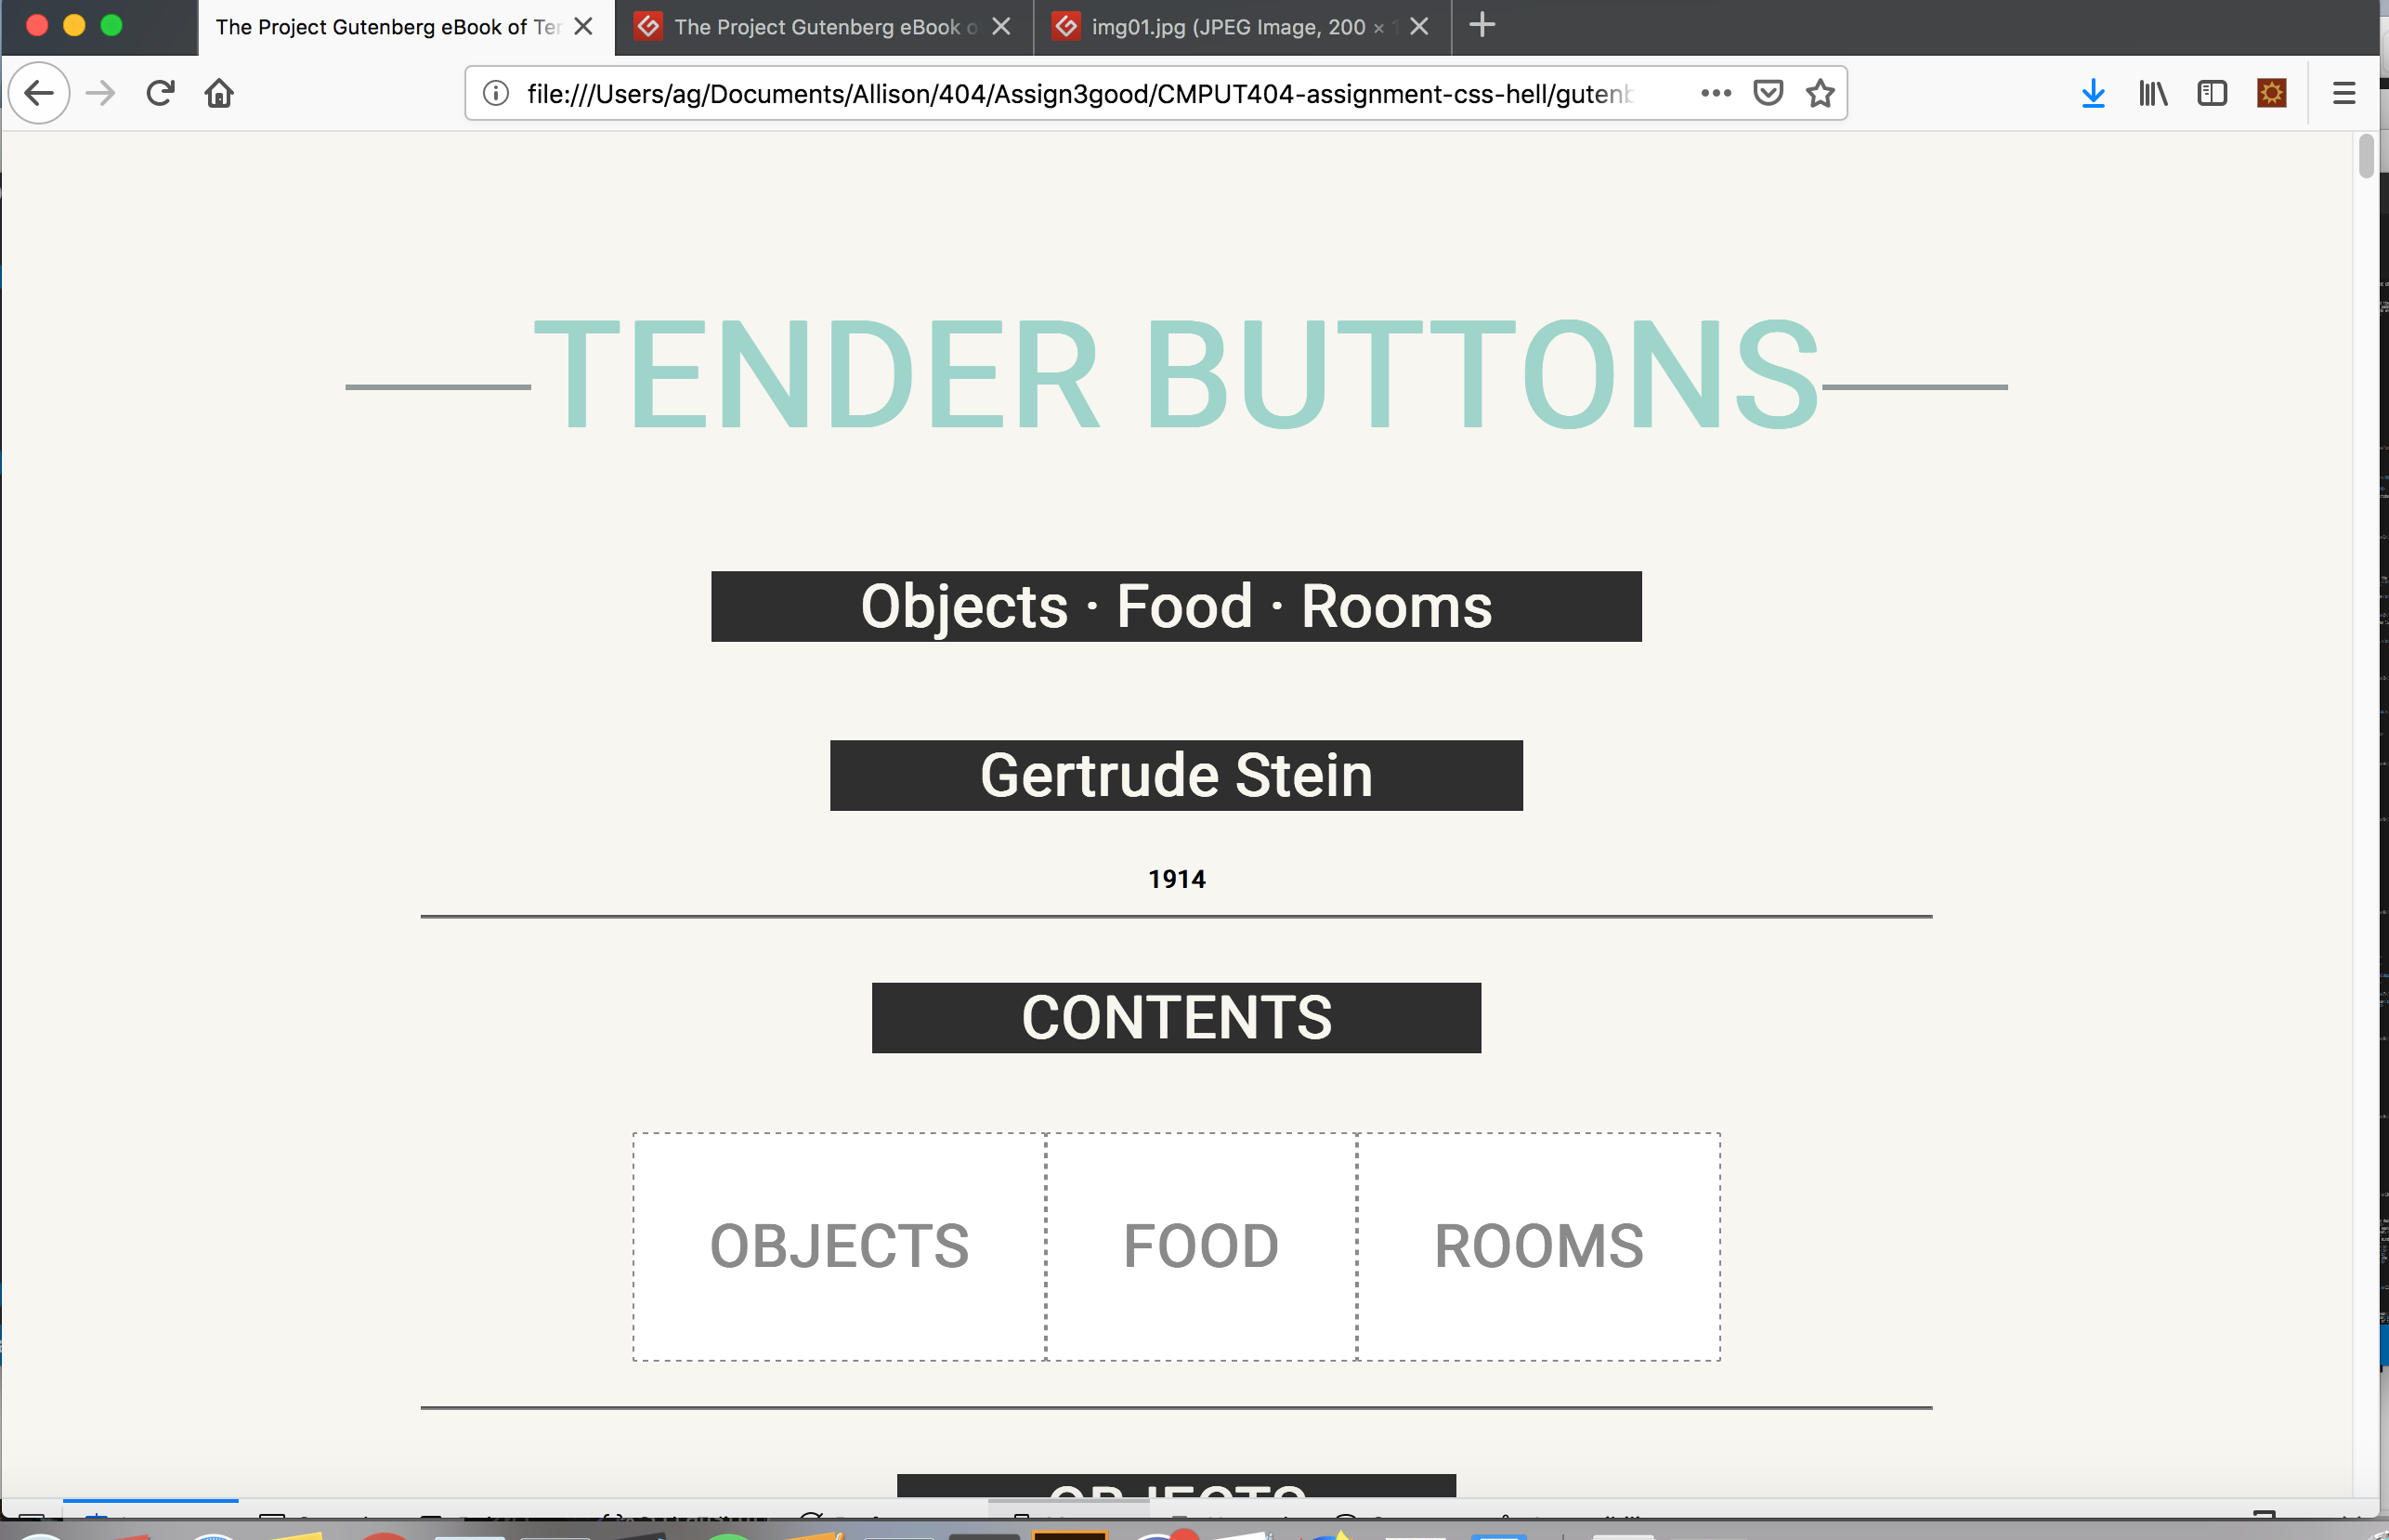 The Project Gutenberg eBook of Ter
The Project Gutenberg eBook o
img01.jpg (JPEG Image, 200 × 1
file:///Users/ag/Documents/Allison/404/Assign3good/CMPUT404-assignment-css-hell/gutenb
TENDER BUTTONS
Objects · Food · Rooms
Gertrude Stein
1914
CONTENTS
OBJECTS
FOOD
ROOMS
OBJECTS